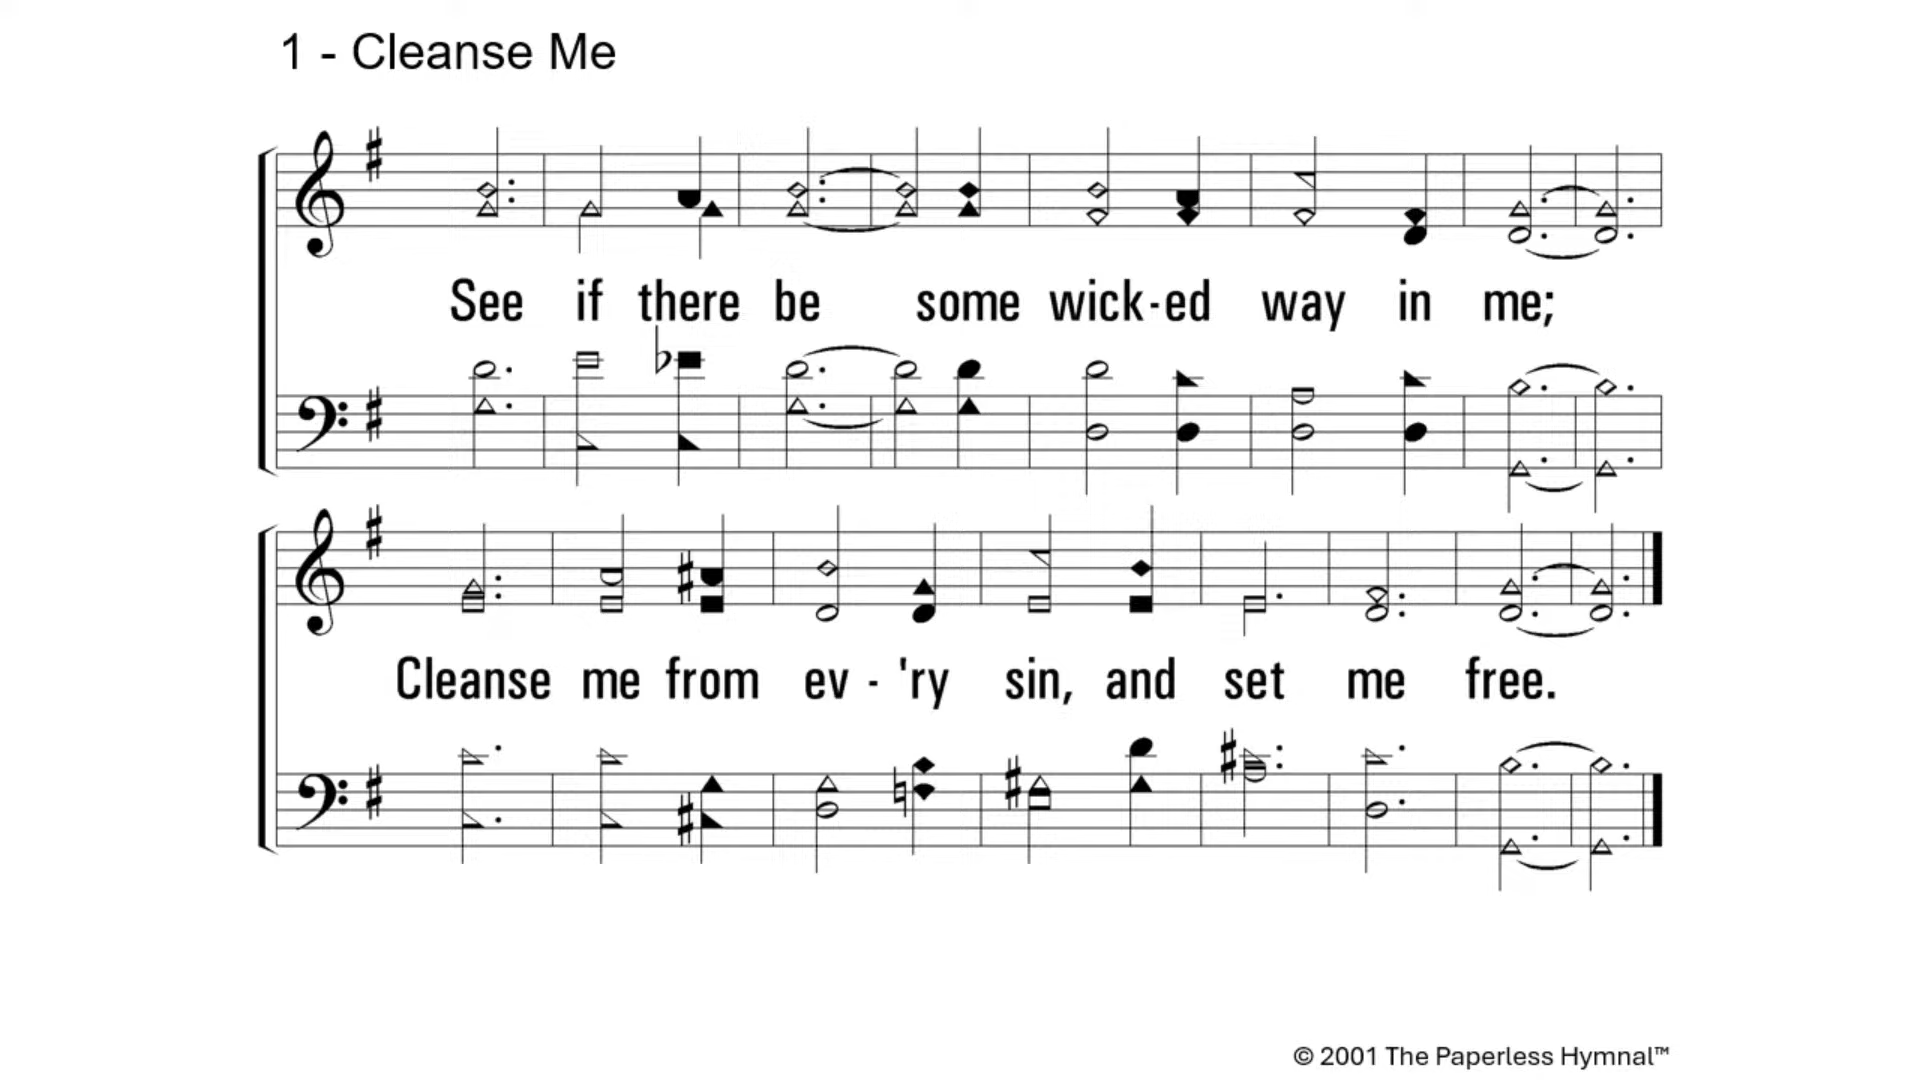 1 - Cleanse Me
See if there be some wick-ed way in me;
Cleanse me from ev - 'ry sin, and set me free.
© 2001 The Paperless Hymnal™